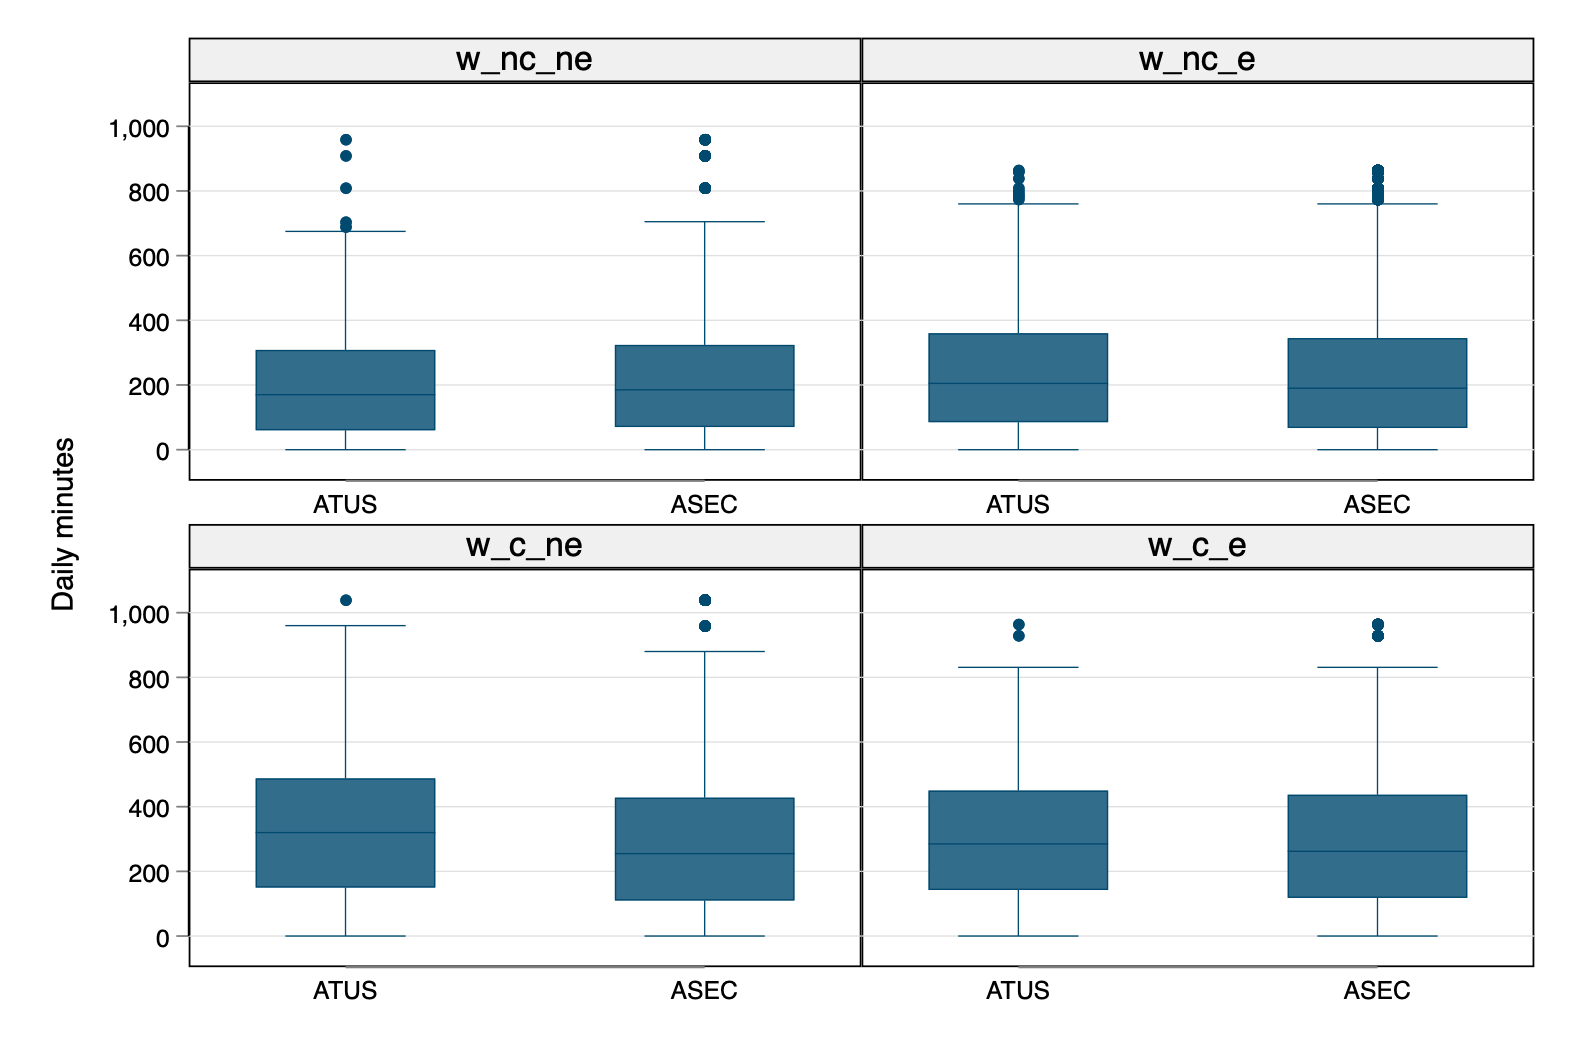 w_nc_ne
w_nc_e
1,000
800
600
400
200
0
ATUS
ASEC
ATUS
ASEC
Daily minutes
w_c_ne
w_c_e
1,000
800
600
400
200
0
ATUS
ASEC
ATUS
ASEC